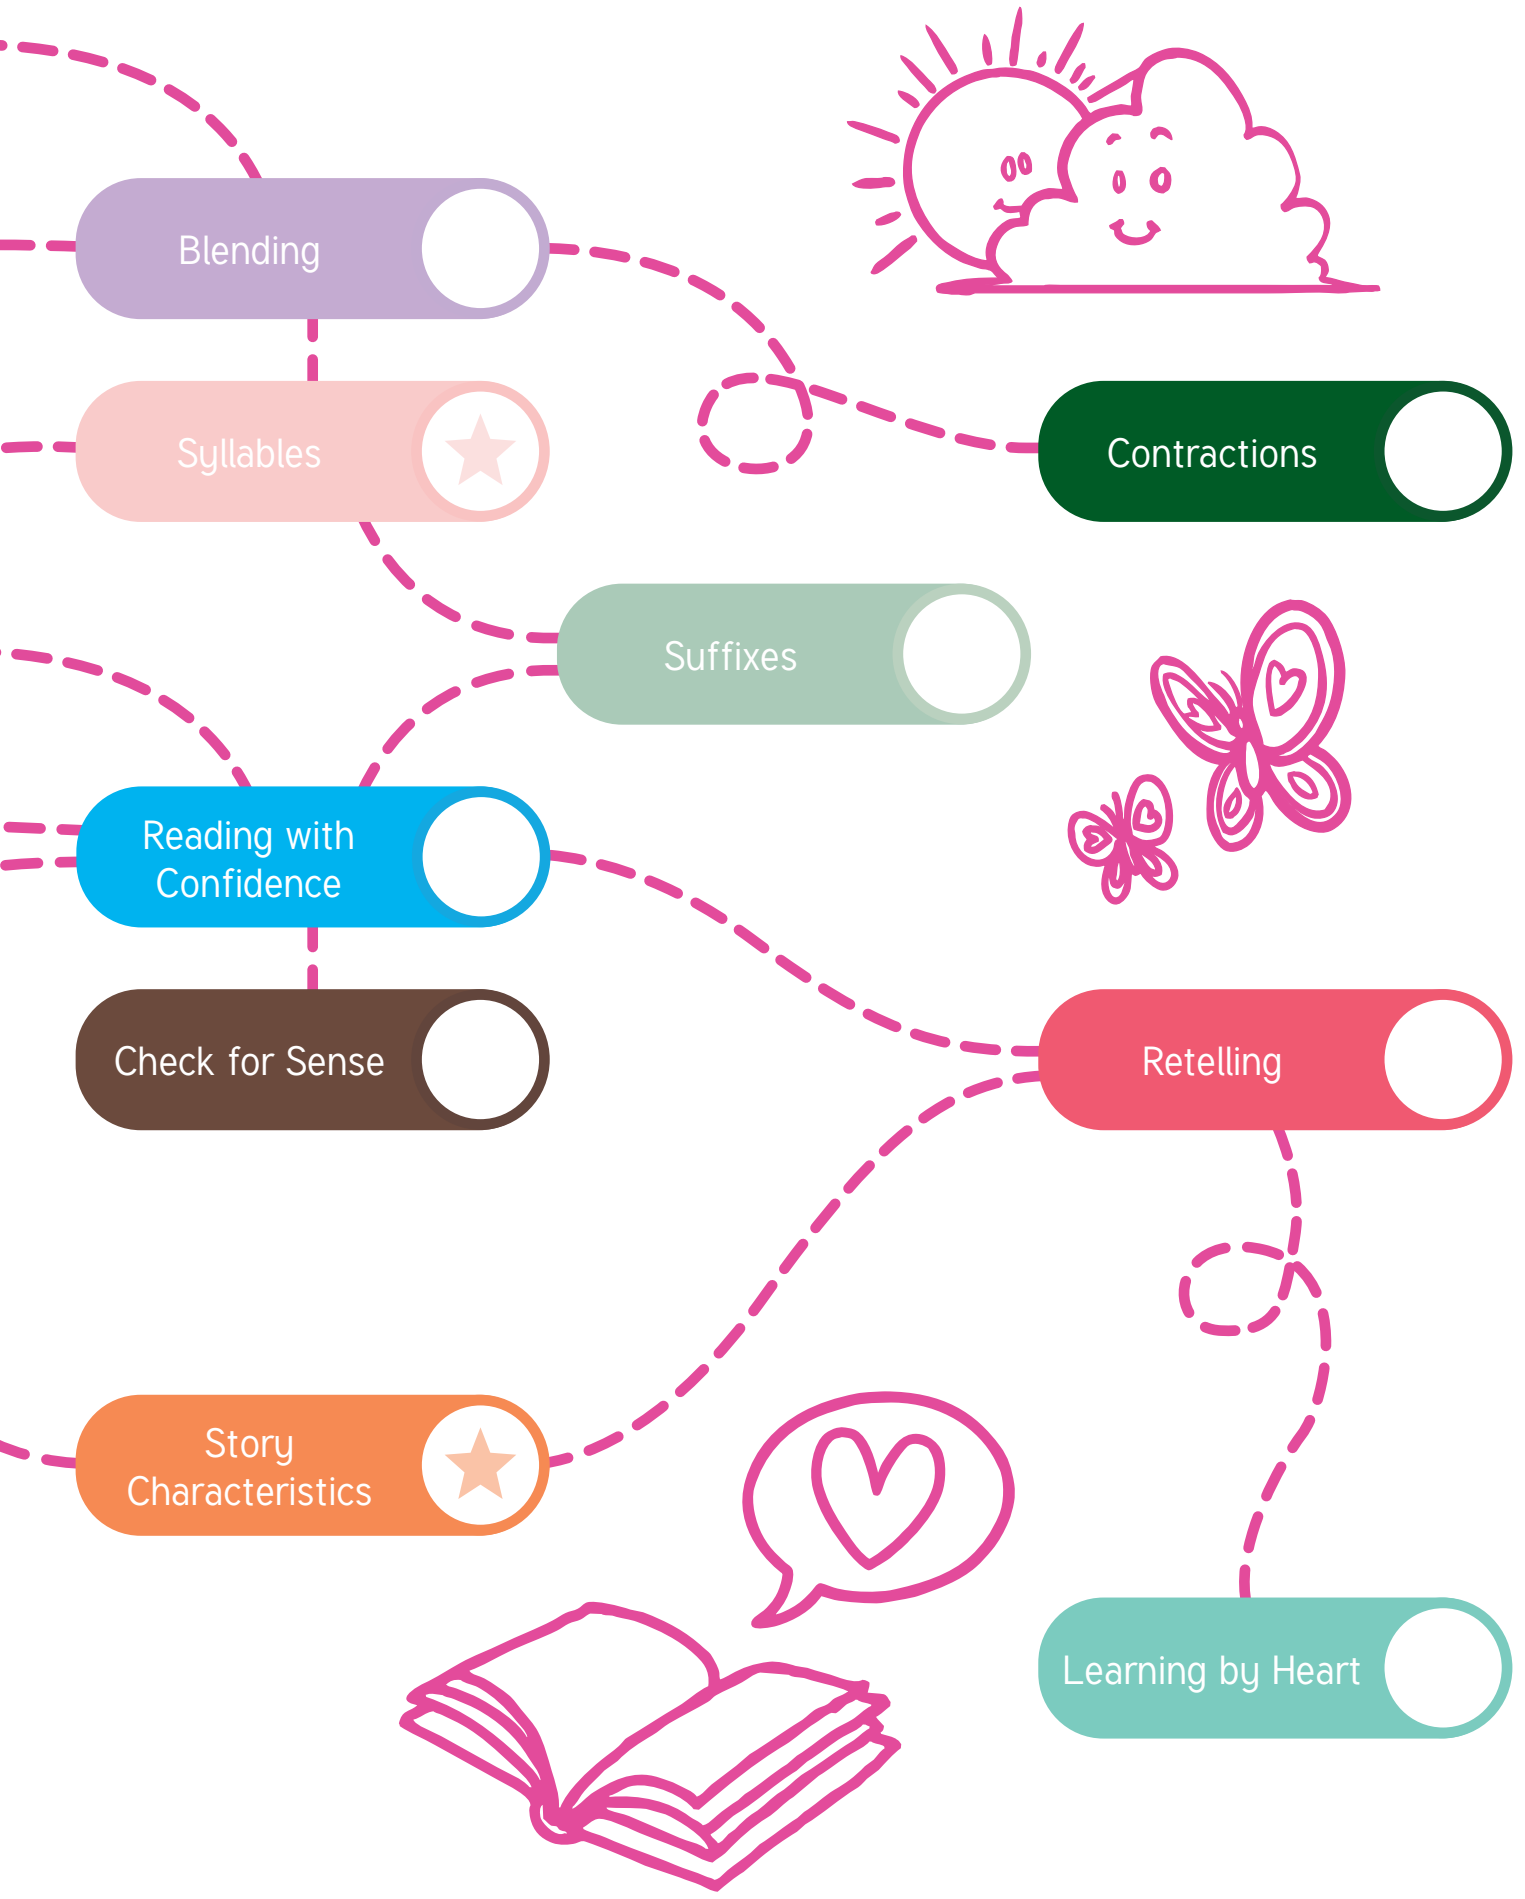 Blending
Syllables
Contractions
Suffixes
Reading with
Confidence
Check for Sense
Retelling
Story
Characteristics
Learning by Heart